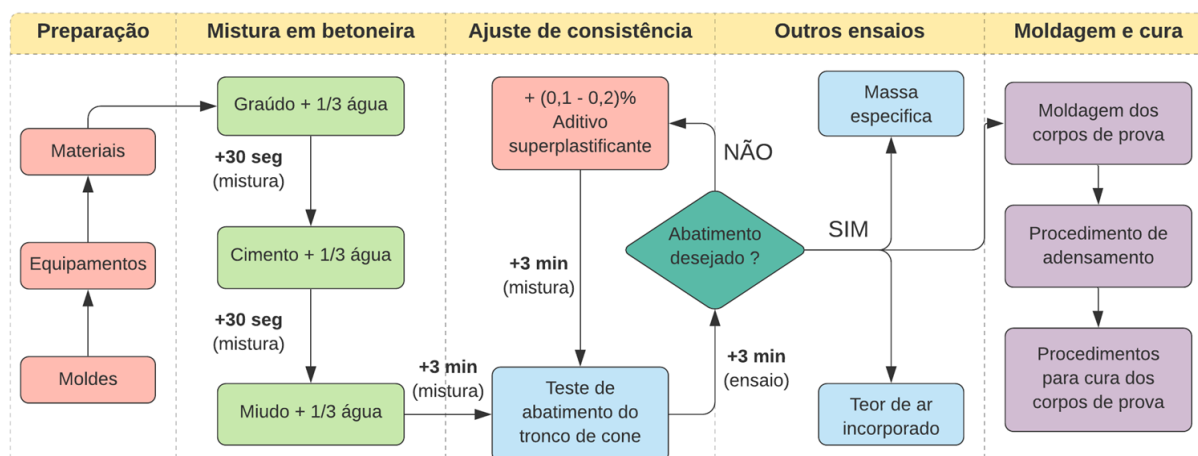 Preparação
Mistura em betoneira
Ajuste de consistência
Outros ensaios
Moldagem e cura
Materiais
Equipamentos
Moldes
Graúdo + 1/3 água
+30 seg
(mistura)
Cimento + 1/3 água
+30 seg
(mistura)
Miudo + 1/3 água
+3 min
(mistura)
+ (0,1 - 0,2)%
Aditivo
superplastificante
+3 min
(mistura)
Teste de
abatimento do
tronco de cone
+3 min
(ensaio)
Abatimento
desejado ?
NÃO
SIM
Massa
especifica
Teor de ar
incorporado
Moldagem dos
corpos de prova
Procedimento de
adensamento
Procedimentos
para cura dos
corpos de prova